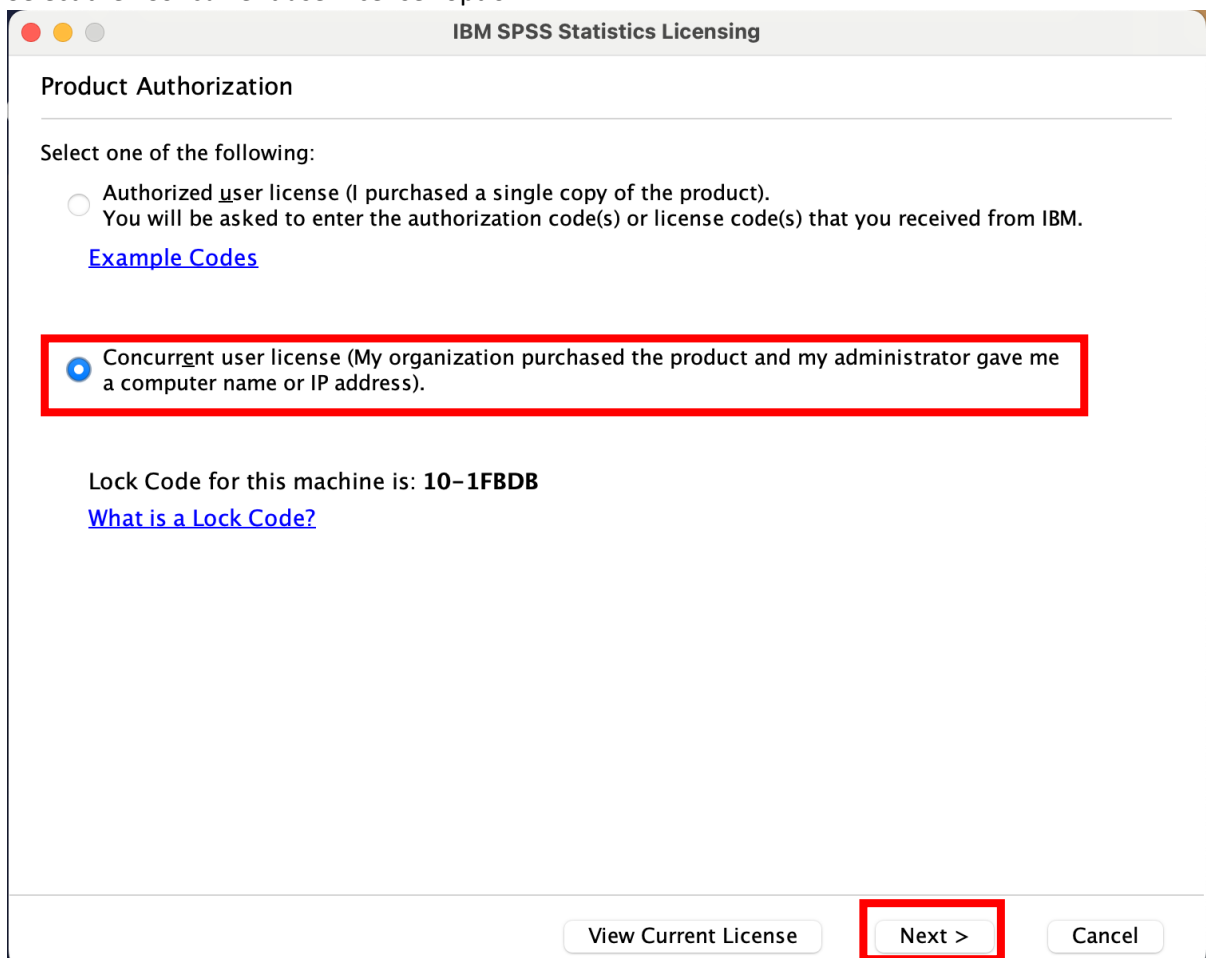 IBM SPSS Statistics Licensing
Product Authorization
Select one of the following:
Authorized user license (I purchased a single copy of the product).
You will be asked to enter the authorization code(s) or license code(s) that you received from IBM.
Example Codes
Concurrent user license (My organization purchased the product and my administrator gave me
a computer name or IP address).
Lock Code for this machine is: 10-1FBDB
What is a Lock Code?
View Current License Next > Cancel